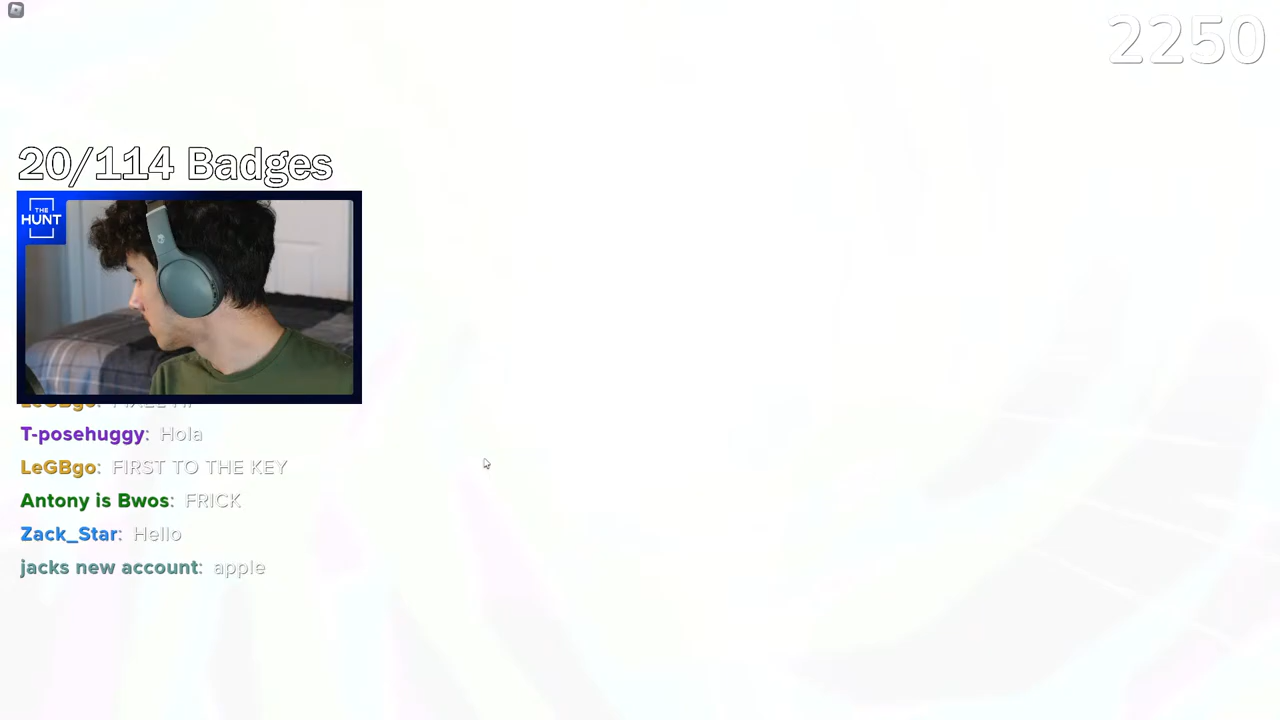 2250
20/114 Badges
THE
HUNT
T-posehuggy: Hola
LeGBgo: FIRST TO THE KEY
Antony is Bwos: FRICK
Zack_Star: Hello
jacks new account: apple